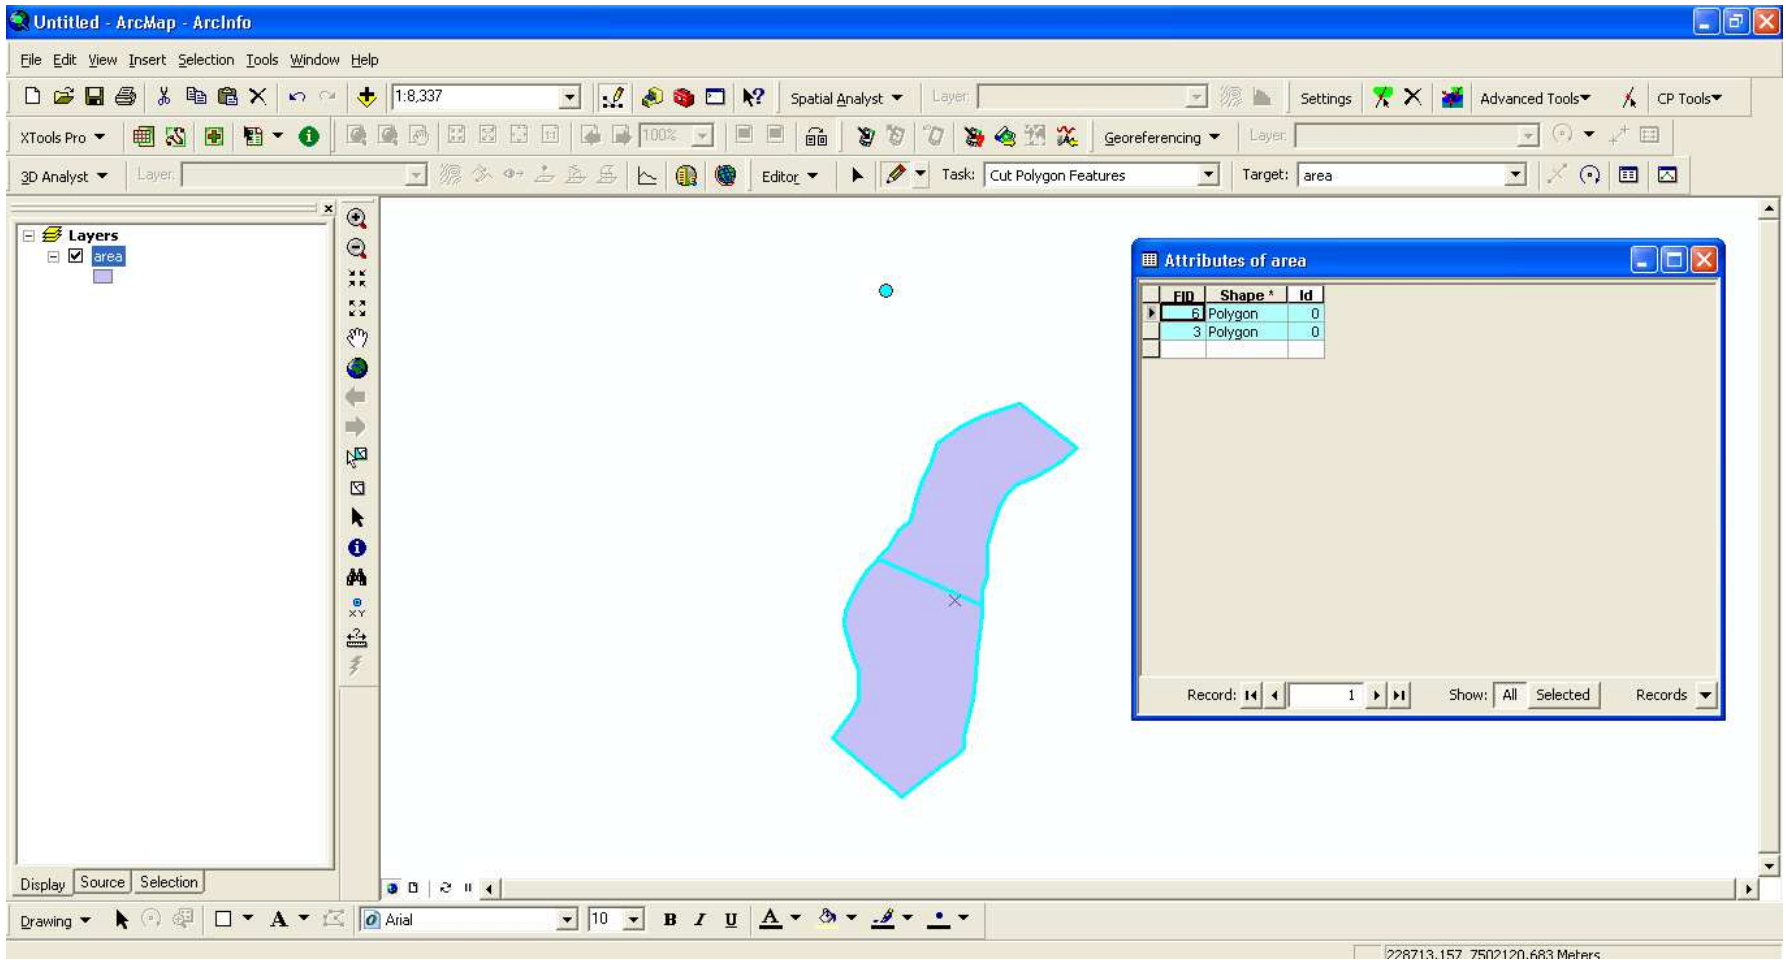 Untitled - ArcMap - ArcInfo
File Edit View Insert Selection Tools Window Help
1:8,337 Spatial Analyst Layer: Settings Advanced Tools CP Tools
XTools Pro 100% Georeferencing Layer:
3D Analyst Layer: Editor Task: Cut Polygon Features Target: area
Layers
area
XY
Attributes of area
FID Shape * Id
6 Polygon 0
3 Polygon 0
Record: 1 Show: All Selected Records
Display Source Selection
Drawing A Arial 10 B I U A
228713,157 7502120,683 Meters